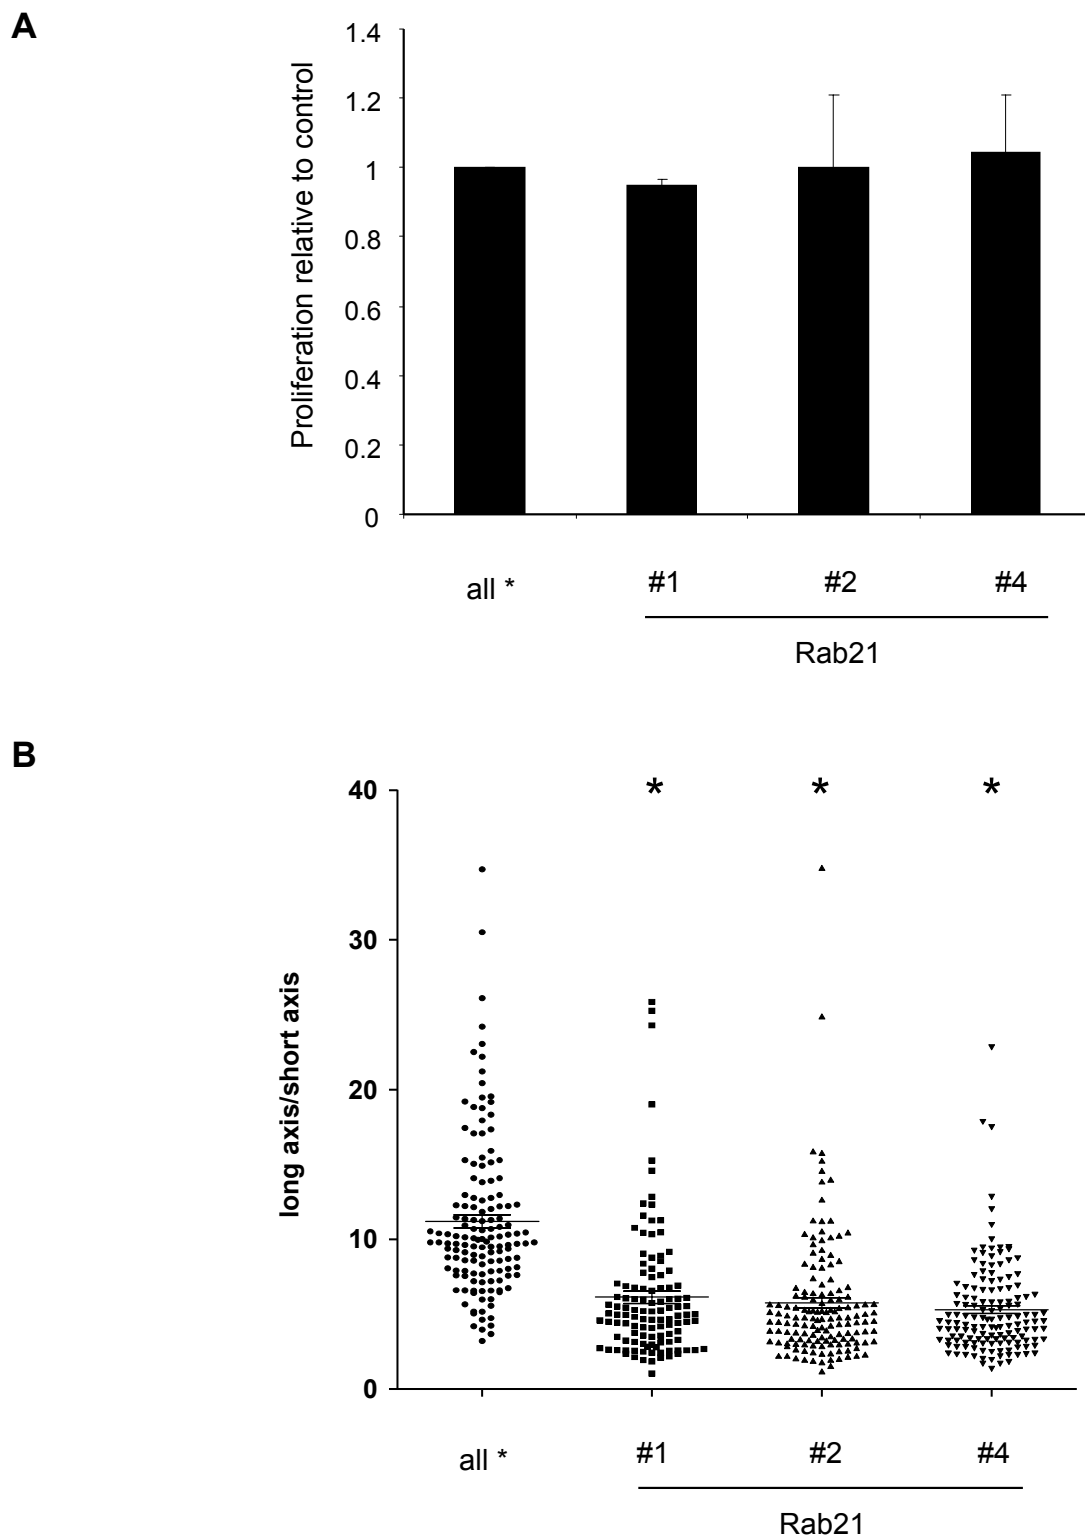 A
Proliferation relative to control
1.4
1.2
1
0.8
0.6
0.4
0.2
0
all *
#1
#2
#4
Rab21
B
long axis/short axis
40
30
20
10
0
*
*
*
all *
#1
#2
#4
Rab21